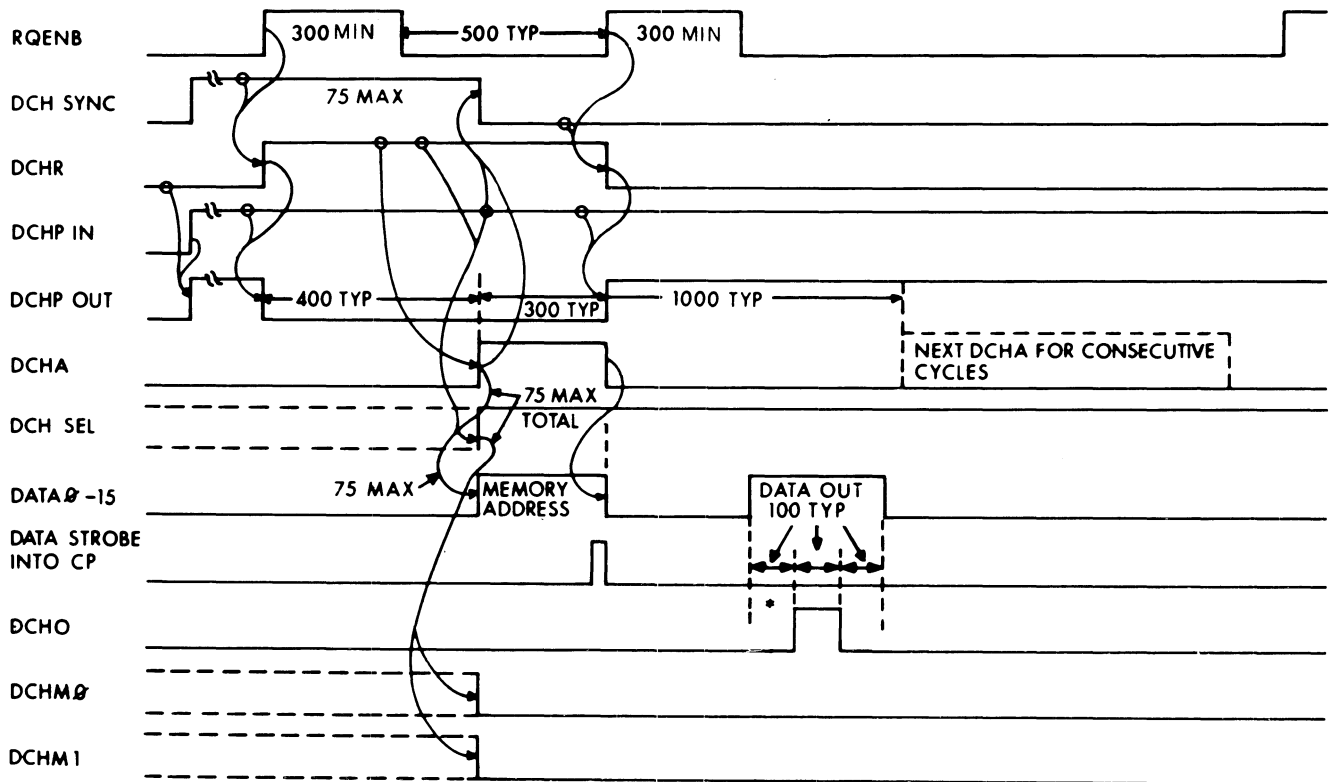 RQENB
300 MIN
500 TYP
300 MIN
DCH SYNC
75 MAX
DCHR
DCHP IN
DCHP OUT
400 TYP
300 TYP
1000 TYP
DCHA
NEXT DCHA FOR CONSECUTIVE
CYCLES
75 MAX
TOTAL
DCH SEL
75 MAX
DATAØ-15
MEMORY
ADDRESS
DATA OUT
100 TYP
DATA STROBE
INTO CP
*
DCHO
DCHMØ
DCHM1